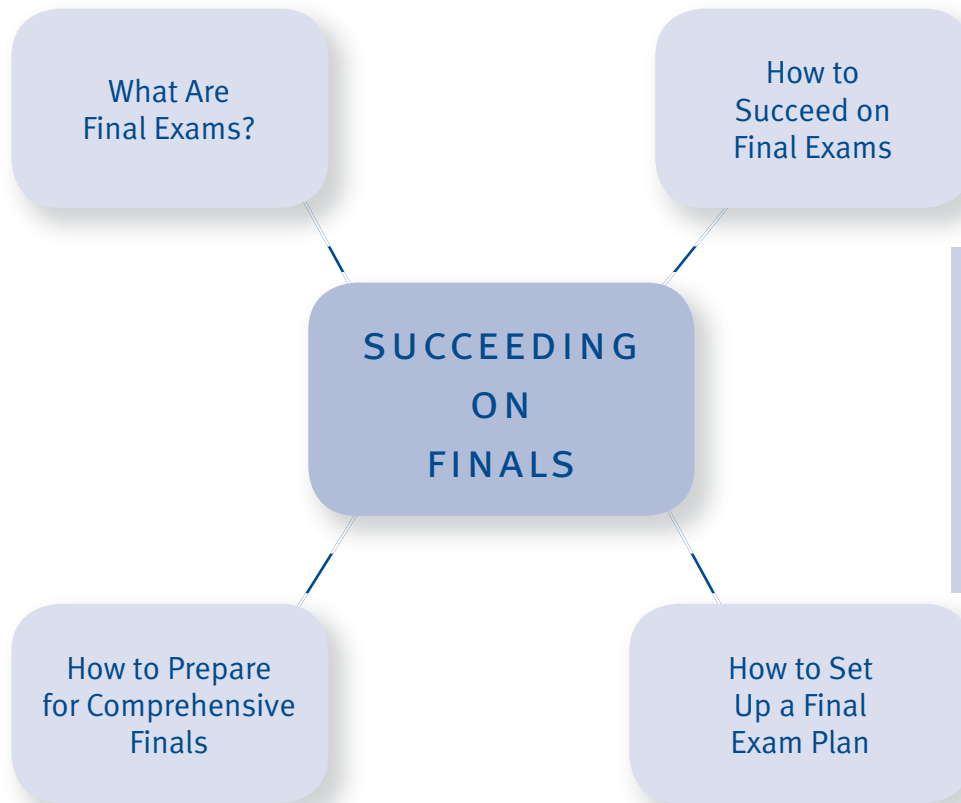 What Are
Final Exams?
How to
Succeed on
Final Exams
SUCCEEDING
ON
FINALS
How to Prepare
for Comprehensive
Finals
How to Set
Up a Final
Exam Plan